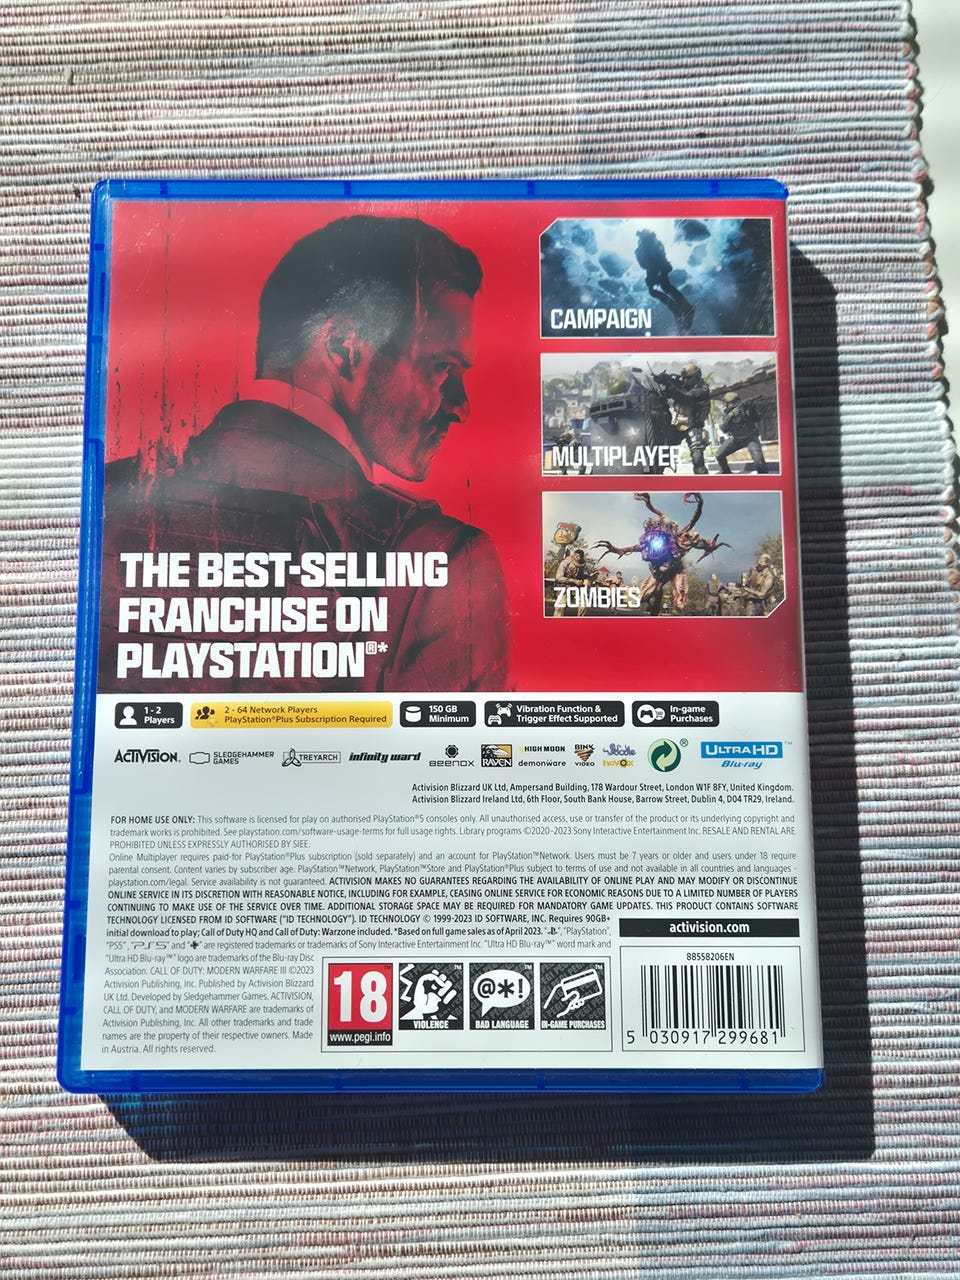 CAMPAIGN
MULTIPLAYER
ZOMBIES
THE BEST-SELLING
FRANCHISE ON
PLAYSTATION®*
1 - 2
Players
2 - 64 Network Players
PlayStation®Plus Subscription Required
150 GB
Minimum
Vibration Function &
Trigger Effect Supported
In-game
Purchases
ACTIVISION.
SLEDGEHAMMER
GAMES
TREYARCH
infinity ward
BEENOX
RAVEN
HIGH MOON
demonware
BINK
VIDEO
havok
®
ULTRA HD™
Blu-ray
Activision Blizzard UK Ltd, Ampersand Building, 178 Wardour Street, London W1F 8FY, United Kingdom.
Activision Blizzard Ireland Ltd, 6th Floor, South Bank House, Barrow Street, Dublin 4, D04 TR29, Ireland.
FOR HOME USE ONLY: This software is licensed for play on authorised PlayStation®5 consoles only. All unauthorised access, use or transfer of the product or its underlying copyright and
trademark works is prohibited. See playstation.com/software-usage-terms for full usage rights. Library programs ©2020-2023 Sony Interactive Entertainment Inc. RESALE AND RENTAL ARE
PROHIBITED UNLESS EXPRESSLY AUTHORISED BY SIEE.
Online Multiplayer requires paid-for PlayStation®Plus subscription (sold separately) and an account for PlayStation™Network. Users must be 7 years or older and users under 18 require
parental consent. Content varies by subscriber age. PlayStation™Network, PlayStation™Store and PlayStation®Plus subject to terms of use and not available in all countries and languages -
playstation.com/legal. Service availability is not guaranteed. ACTIVISION MAKES NO GUARANTEES REGARDING THE AVAILABILITY OF ONLINE PLAY AND MAY MODIFY OR DISCONTINUE
ONLINE SERVICE IN ITS DISCRETION WITH REASONABLE NOTICE, INCLUDING FOR EXAMPLE, CEASING ONLINE SERVICE FOR ECONOMIC REASONS DUE TO A LIMITED NUMBER OF PLAYERS
CONTINUING TO MAKE USE OF THE SERVICE OVER TIME. ADDITIONAL STORAGE SPACE MAY BE REQUIRED FOR MANDATORY GAME UPDATES. THIS PRODUCT CONTAINS SOFTWARE
TECHNOLOGY LICENSED FROM ID SOFTWARE ("ID TECHNOLOGY"). ID TECHNOLOGY © 1999-2023 ID SOFTWARE, INC. Requires 90GB+
initial download to play; Call of Duty HQ and Call of Duty: Warzone included. *Based on full game sales as of April 2023. "PlayStation",
"PS5", "PS5" and are registered trademarks or trademarks of Sony Interactive Entertainment Inc. "Ultra HD Blu-ray™" word mark and
"Ultra HD Blu-ray™" logo are trademarks of the Blu-ray Disc
Association. CALL OF DUTY: MODERN WARFARE III ©2023
Activision Publishing, Inc. Published by Activision Blizzard
UK Ltd. Developed by Sledgehammer Games. ACTIVISION,
CALL OF DUTY, and MODERN WARFARE are trademarks of
Activision Publishing, Inc. All other trademarks and trade
names are the property of their respective owners. Made
in Austria. All rights reserved.
activision.com
18
www.pegi.info
VIOLENCE
@*!
BAD LANGUAGE
IN-GAME PURCHASES
88558206EN
5 030917 299681